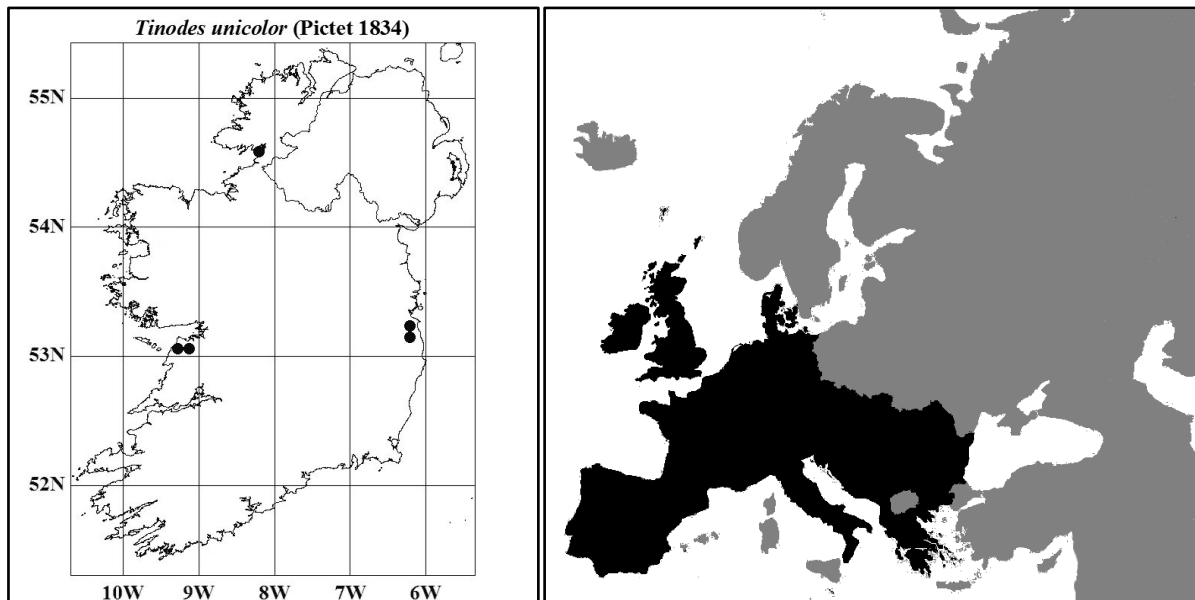 Tinodes unicolor (Pictet 1834)
55N
54N
53N
52N
10W 9W 8W 7W 6W